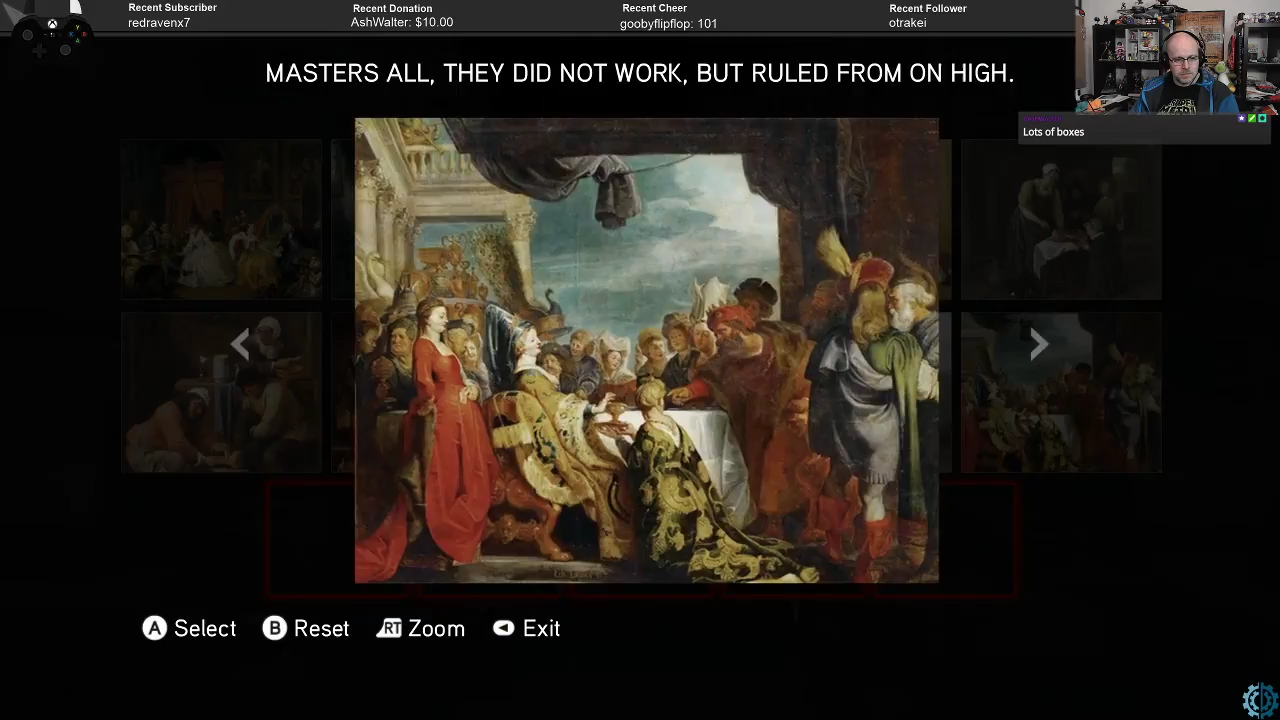 Recent Subscriber
redravenx7
Recent Donation
AshWalter: $10.00
Recent Cheer
goobyflipflop: 101
Recent Follower
otrakei
MASTERS ALL, THEY DID NOT WORK, BUT RULED FROM ON HIGH.
Lots of boxes
A Select
B Reset
RT Zoom
Exit